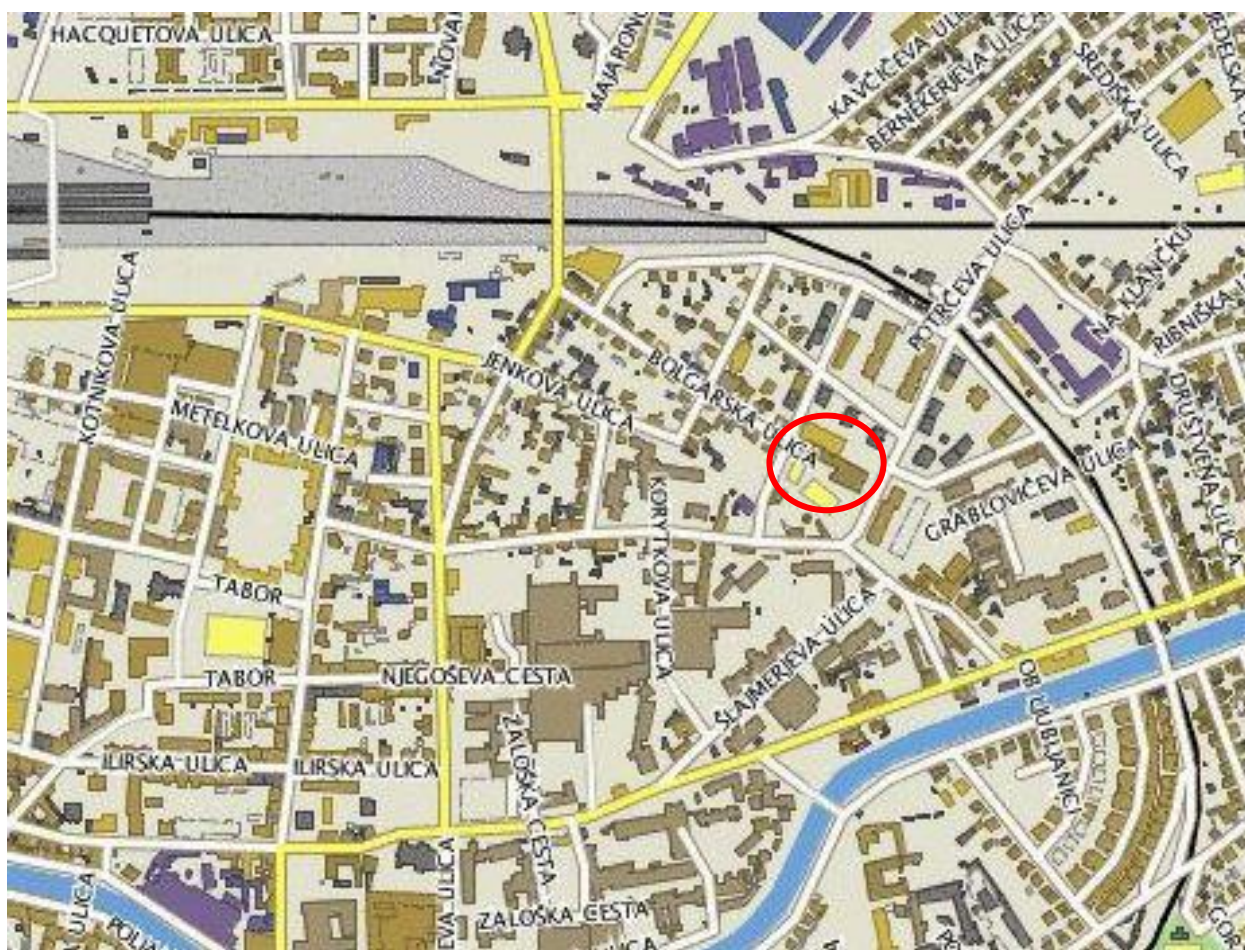 HACQUETOVA ULICA
KAVČIČEVA
BERNEKERJEVA ULICA
SREDIŠKA ULICA
KOTNIKOVA ULICA
POTRČEVA ULICA
NA KLANČKU
RIBNIŠKA
JENKOVA ULICA
BOLGARSKA ULICA
METELKOVA ULICA
DRUŠTVENA ULICA
KORYTKOVA ULICA
GRABLOVIČEVA ULICA
TABOR
ŠLAJMERJEVA ULICA
TABOR
NJEGOŠEVA CESTA
OB LJUBLJANICI
ILIRSKA ULICA
ILIRSKA ULICA
ZALOŠKA CESTA
ULICA
EVA ULICA
ZALOŠKA CESTA